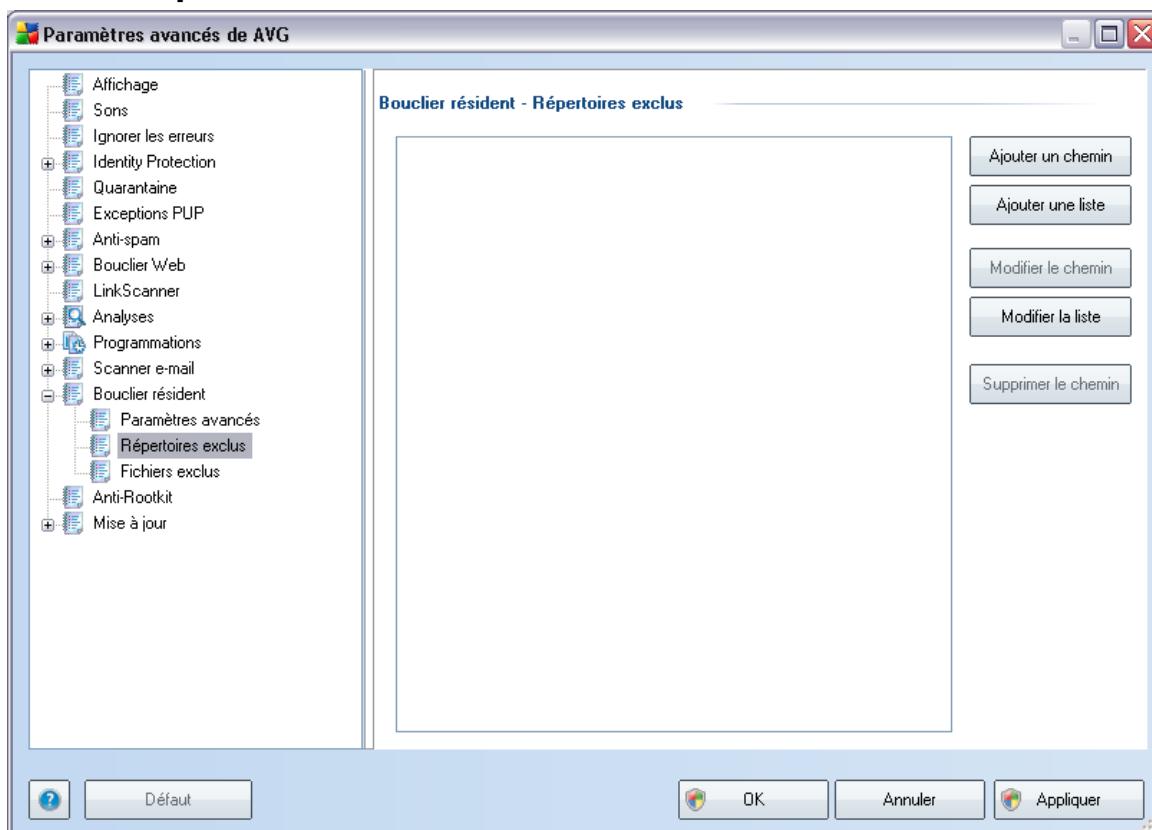 Paramètres avancés de AVG
Affichage
Sons
Ignorer les erreurs
Identity Protection
Quarantaine
Exceptions PUP
Anti-spam
Bouclier Web
LinkScanner
Analyses
Programmations
Scanner e-mail
Bouclier résident
Paramètres avancés
Répertoires exclus
Fichiers exclus
Anti-Rootkit
Mise à jour
Bouclier résident - Répertoires exclus
Ajouter un chemin
Ajouter une liste
Modifier le chemin
Modifier la liste
Supprimer le chemin
Défaut
OK
Annuler
Appliquer